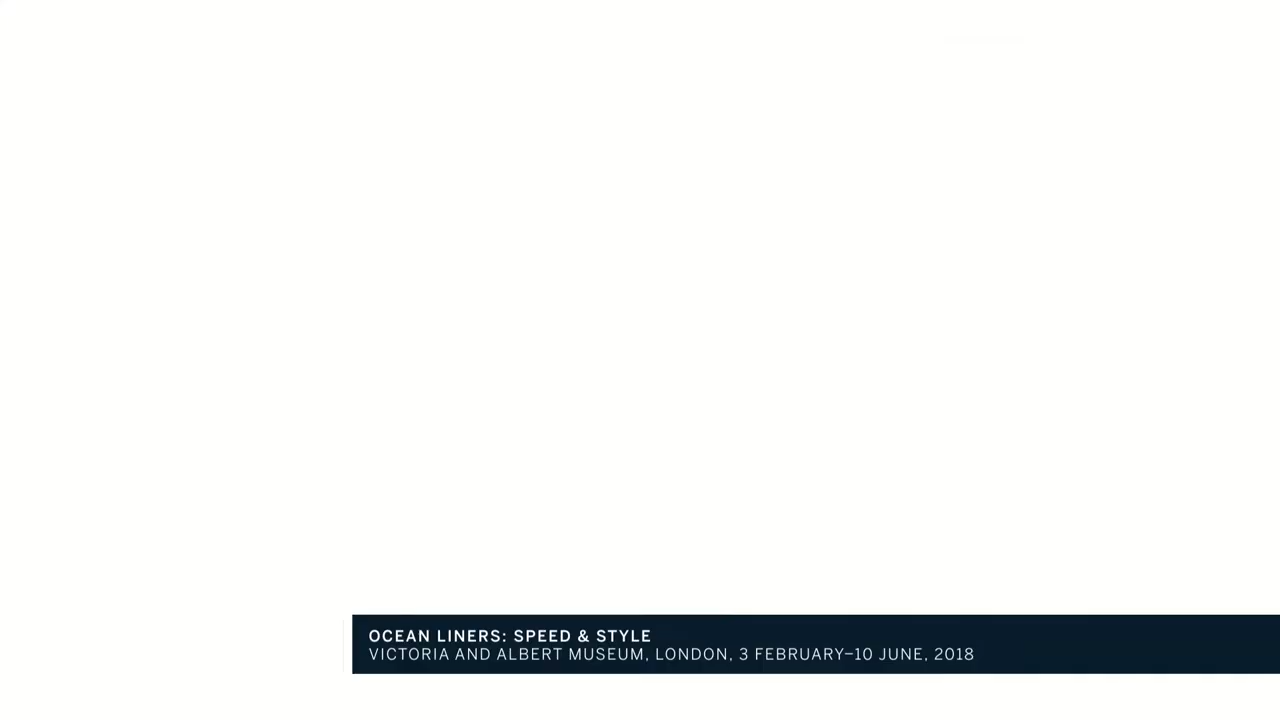 OCEAN LINERS: SPEED & STYLE
VICTORIA AND ALBERT MUSEUM, LONDON, 3 FEBRUARY–10 JUNE, 2018